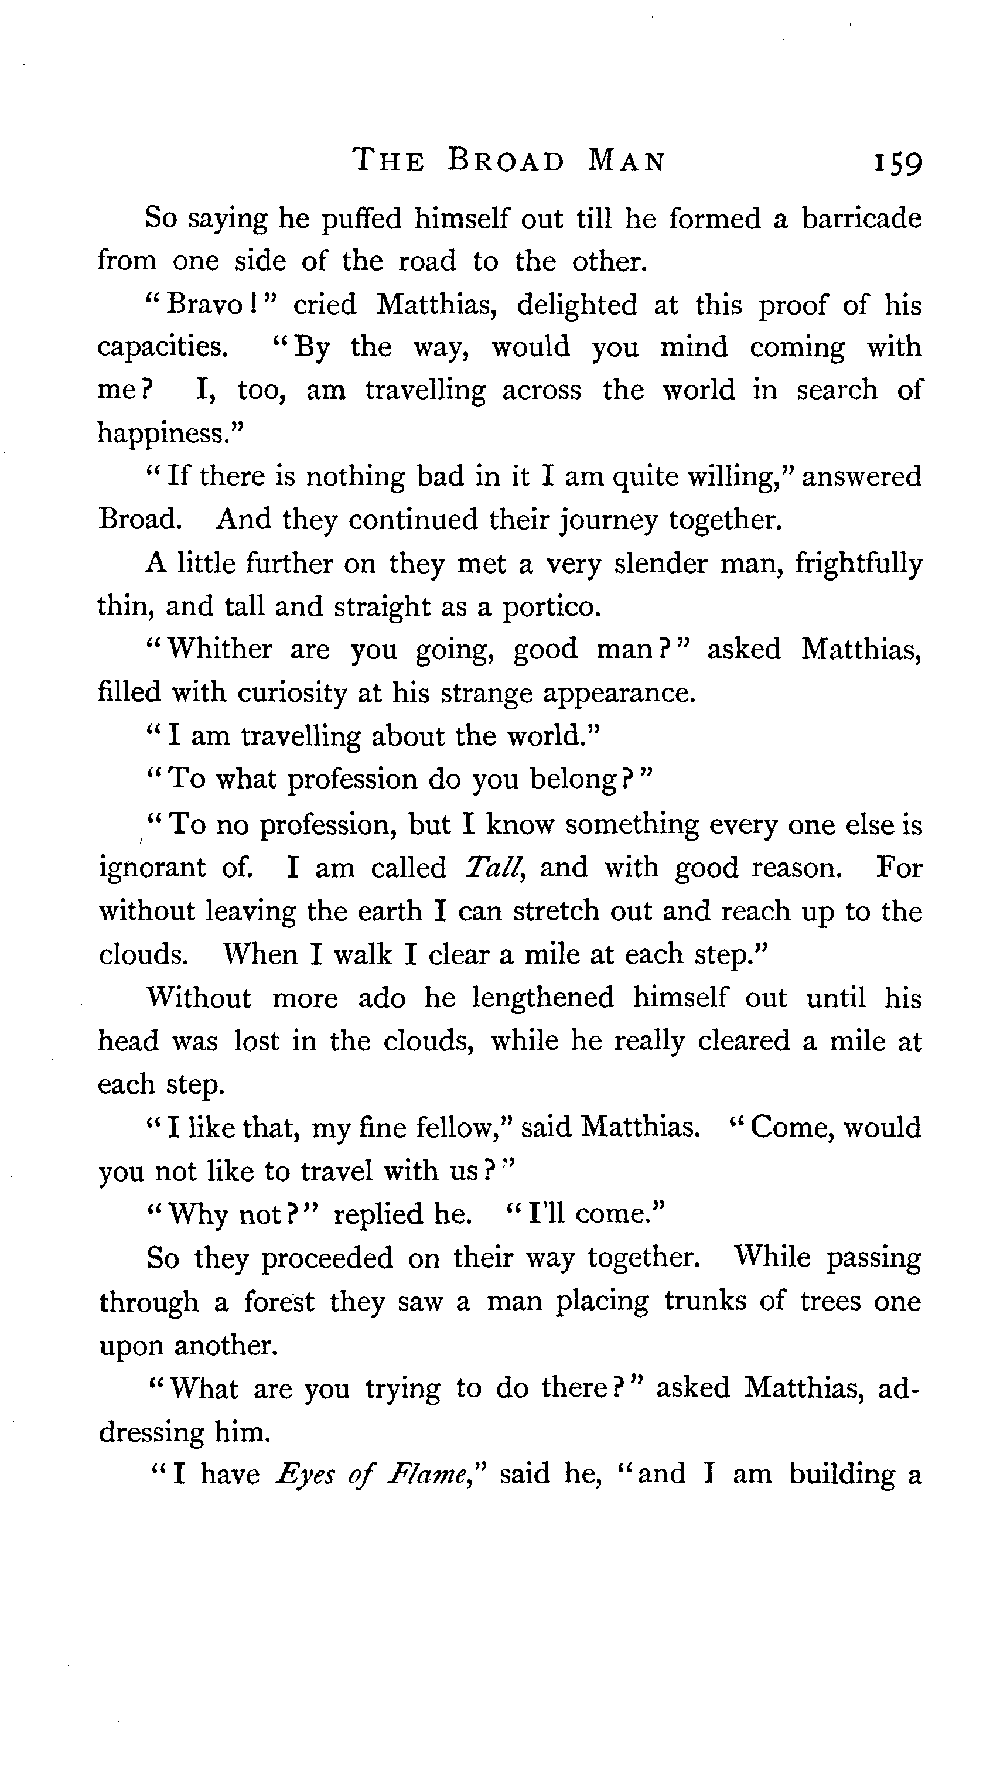 THE BROAD MAN 159
So saying he puffed himself out till he formed a barricade
from one side of the road to the other.
“Bravo!” cried Matthias, delighted at this proof of his
capacities. “By the way, would you mind coming with
me? I, too, am travelling across the world in search of
happiness.”
“If there is nothing bad in it I am quite willing,” answered
Broad. And they continued their journey together.
A little further on they met a very slender man, frightfully
thin, and tall and straight as a portico.
“Whither are you going, good man?” asked Matthias,
filled with curiosity at his strange appearance.
“I am travelling about the world.”
“To what profession do you belong?”
“To no profession, but I know something every one else is
ignorant of. I am called Tall, and with good reason. For
without leaving the earth I can stretch out and reach up to the
clouds. When I walk I clear a mile at each step.”
Without more ado he lengthened himself out until his
head was lost in the clouds, while he really cleared a mile at
each step.
“I like that, my fine fellow,” said Matthias. “Come, would
you not like to travel with us?”
“Why not?” replied he. “I'll come.”
So they proceeded on their way together. While passing
through a forest they saw a man placing trunks of trees one
upon another.
“What are you trying to do there?” asked Matthias, ad-
dressing him.
“I have Eyes of Flame,” said he, “and I am building a